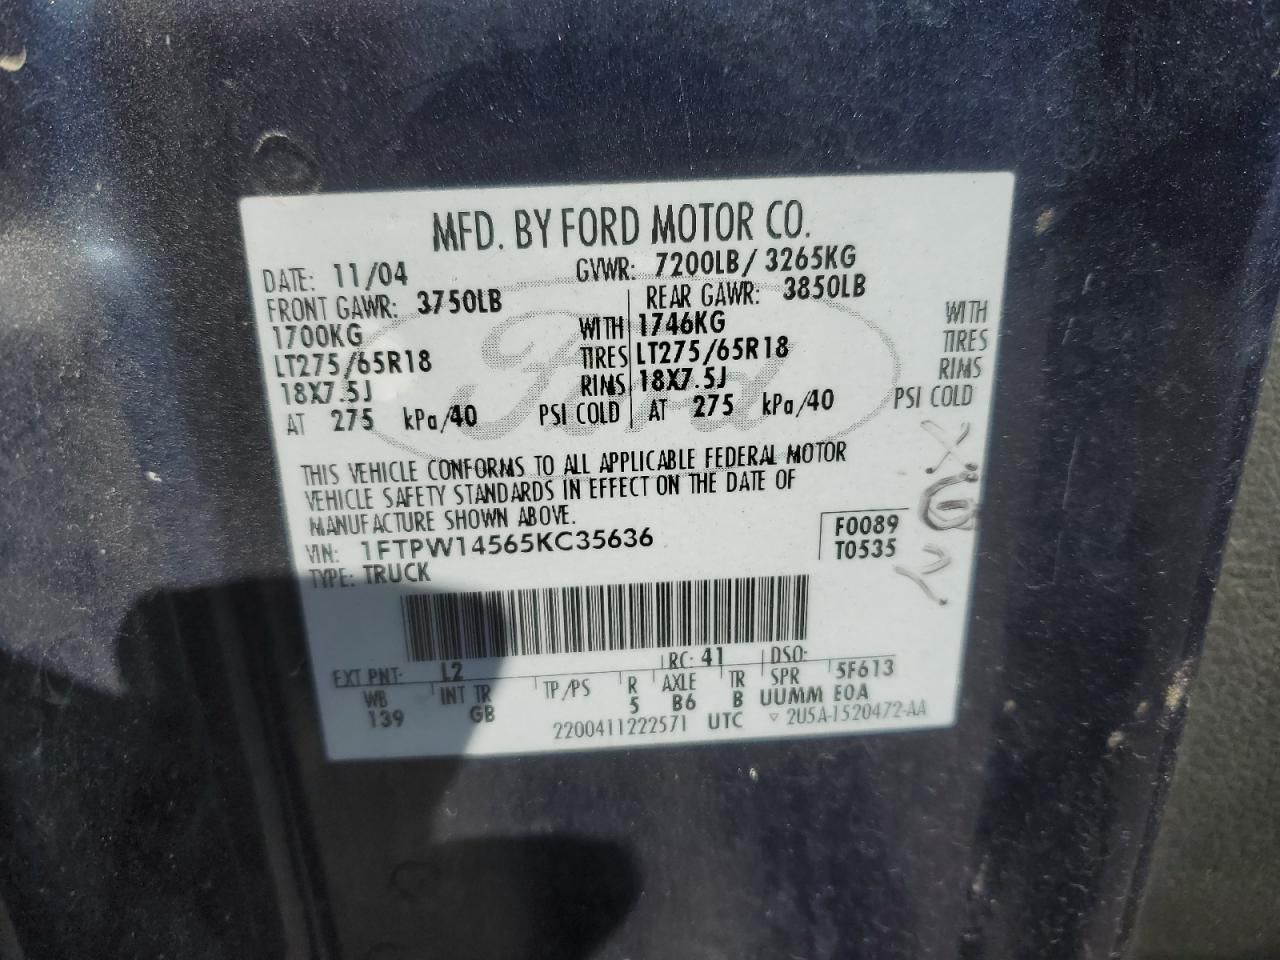 MFD. BY FORD MOTOR CO.
DATE: 11/04 GVWR: 7200LB/ 3265KG
FRONT GAWR: 3750LB REAR GAWR: 3850LB
1700KG WITH 1746KG WITH
LT275/65R18 TIRES LT275/65R18 TIRES
18X7.5J RIMS 18X7.5J RIMS
AT 275 kPa/40 PSI COLD AT 275 kPa/40 PSI COLD
Ford
THIS VEHICLE CONFORMS TO ALL APPLICABLE FEDERAL MOTOR
VEHICLE SAFETY STANDARDS IN EFFECT ON THE DATE OF
MANUFACTURE SHOWN ABOVE.
VIN: 1FTPW14565KC35636 F0089
TYPE: TRUCK T0535
EXT PNT: L2 RC: 41 DSO:
WB INT TR TP/PS R AXLE TR SPR 5F613
139 GB 5 B6 B UUMM EOA
2200411222571 UTC ▽ 2U5A-1520472-AA